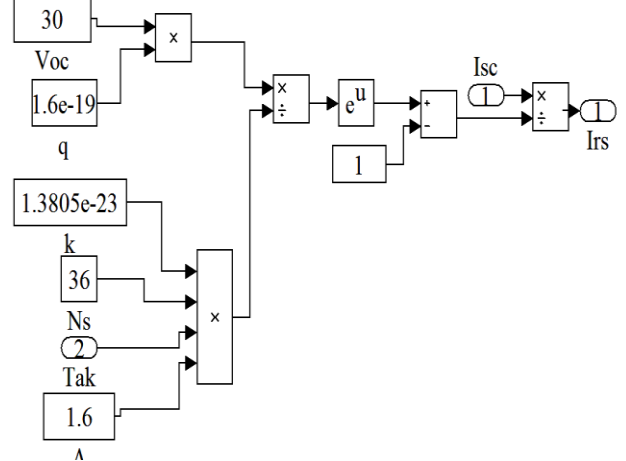 30
×
Voc
1.6e-19
q
×
÷
e^u
+
-
1
Isc
1
×
÷
1
Irs
1.3805e-23
k
36
×
Ns
2
Tak
1.6